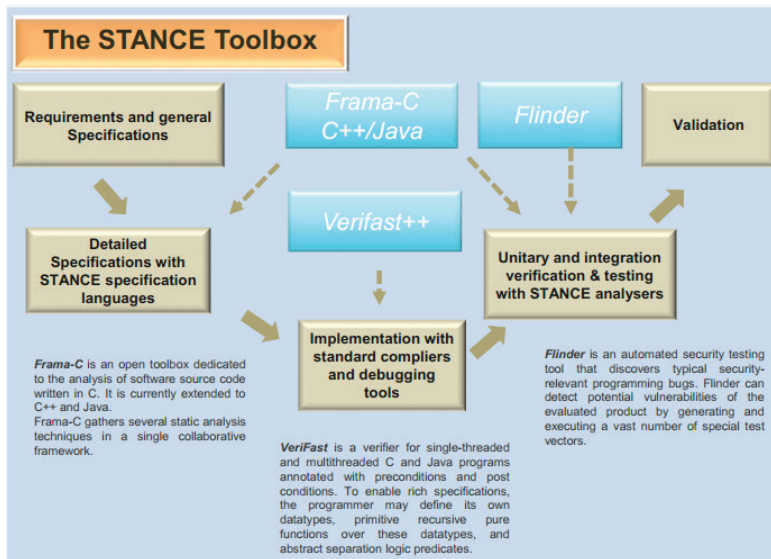 The STANCE Toolbox
Requirements and general
Specifications
Frama-C
C++/Java
Flinder
Validation
Verifast++
Detailed
Specifications with
STANCE specification
languages
Unitary and integration
verification & testing
with STANCE analysers
Implementation with
standard compliers
and debugging
tools
Frama-C is an open toolbox dedicated
to the analysis of software source code
written in C. It is currently extended to
C++ and Java.
Frama-C gathers several static analysis
techniques in a single collaborative
framework.
VeriFast is a verifier for single-threaded
and multithreaded C and Java programs
annotated with preconditions and post
conditions. To enable rich specifications,
the programmer may define its own
datatypes, primitive recursive pure
functions over these datatypes, and
abstract separation logic predicates.
Flinder is an automated security testing
tool that discovers typical security-
relevant programming bugs. Flinder can
detect potential vulnerabilities of the
evaluated product by generating and
executing a vast number of special test
vectors.